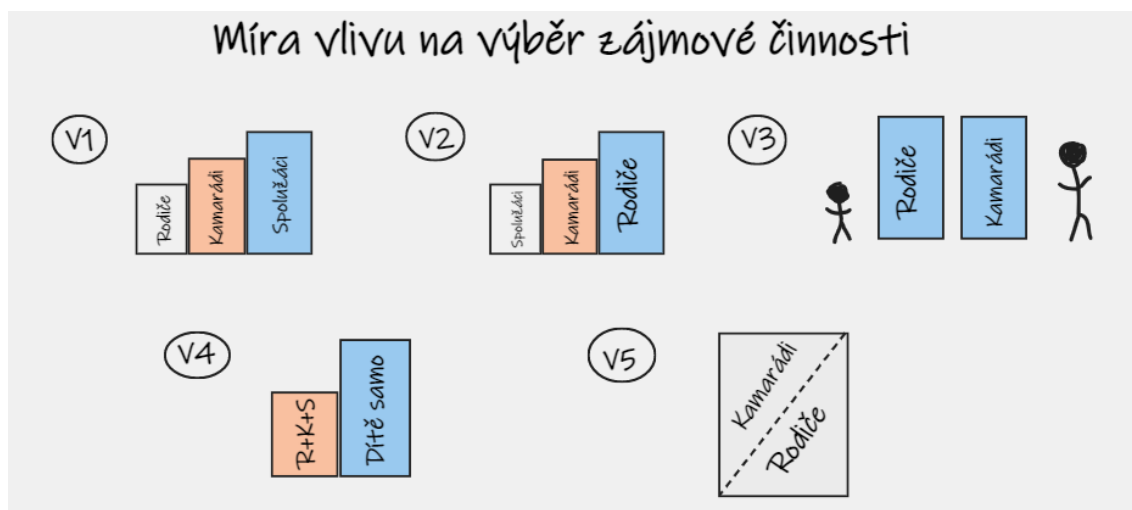 Míra vlivu na výběr zájmové činnosti
V1
Rodiče
Kamarádi
Spolužáci
V2
Spolužáci
Kamarádi
Rodiče
V3
Rodiče
Kamarádi
V4
R+K+S
Dítě samo
V5
Kamarádi
Rodiče